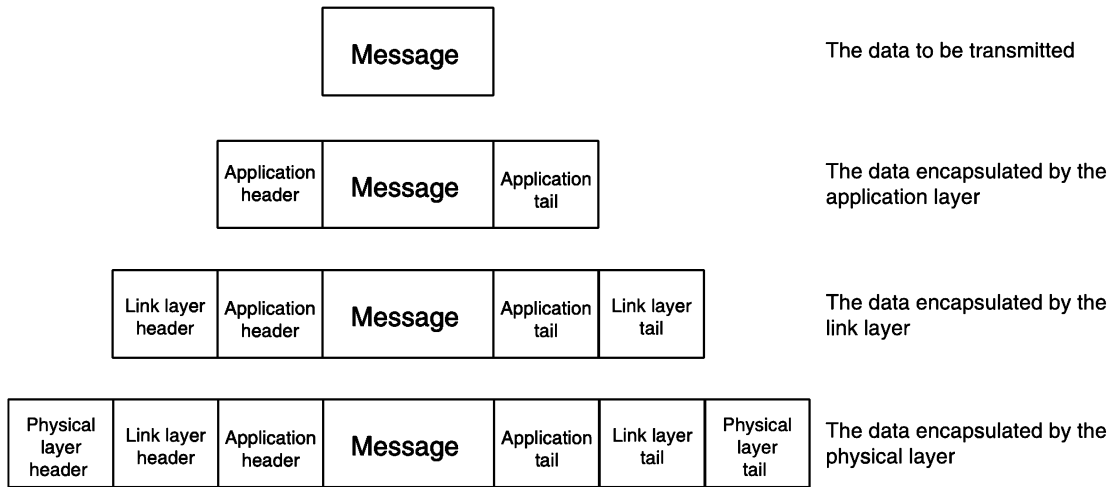 Message
The data to be transmitted
Application
header
Message
Application
tail
The data encapsulated by the
application layer
Link layer
header
Application
header
Message
Application
tail
Link layer
tail
The data encapsulated by the
link layer
Physical
layer
header
Link layer
header
Application
header
Message
Application
tail
Link layer
tail
Physical
layer
tail
The data encapsulated by the
physical layer